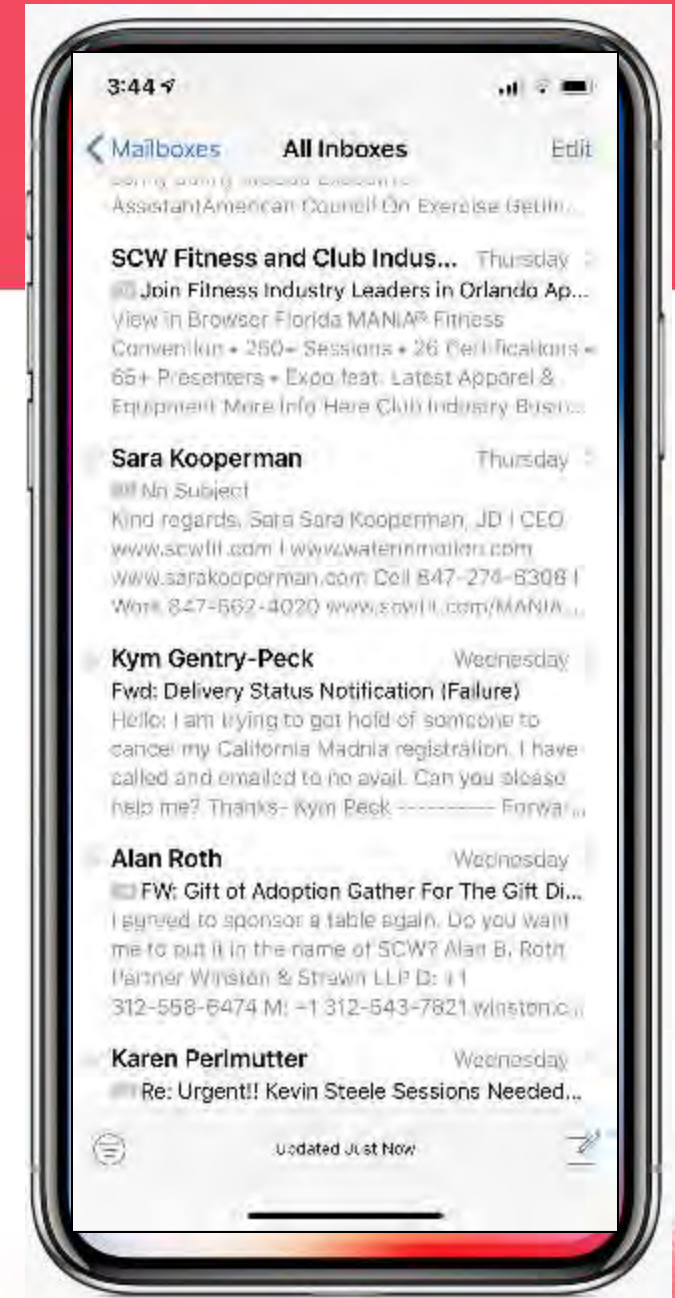 3:44
Mailboxes All Inboxes Edit
AssistantAmerican Council On Exercise Gettin...
SCW Fitness and Club Indus... Thursday
Join Fitness Industry Leaders in Orlando Ap...
View in Browser Florida MANIA® Fitness
Convention • 250+ Sessions • 26 Certifications •
65+ Presenters • Expo feat. Latest Apparel &
Equipment More Info Here Club Industry Busin...
Sara Kooperman Thursday
No Subject
Kind regards, Sara Sara Kooperman, JD | CEO
www.scwfit.com | www.waterinmotion.com
www.sarakooperman.com Cell 847-274-8308 |
Work 847-562-4020 www.scwfit.com/MANIA...
Kym Gentry-Peck Wednesday
Fwd: Delivery Status Notification (Failure)
Hello: I am trying to get hold of someone to
cancel my California Madnia registration. I have
called and emailed to no avail. Can you please
help me? Thanks- Kym Peck ---------- Forwar...
Alan Roth Wednesday
FW: Gift of Adoption Gather For The Gift Di...
I agreed to sponsor a table again. Do you want
me to put it in the name of SCW? Alan B. Roth
Partner Winston & Strawn LLP D: +1
312-558-6474 M: +1 312-543-7821 winston.c...
Karen Perlmutter Wednesday
Re: Urgent!! Kevin Steele Sessions Needed...
Updated Just Now